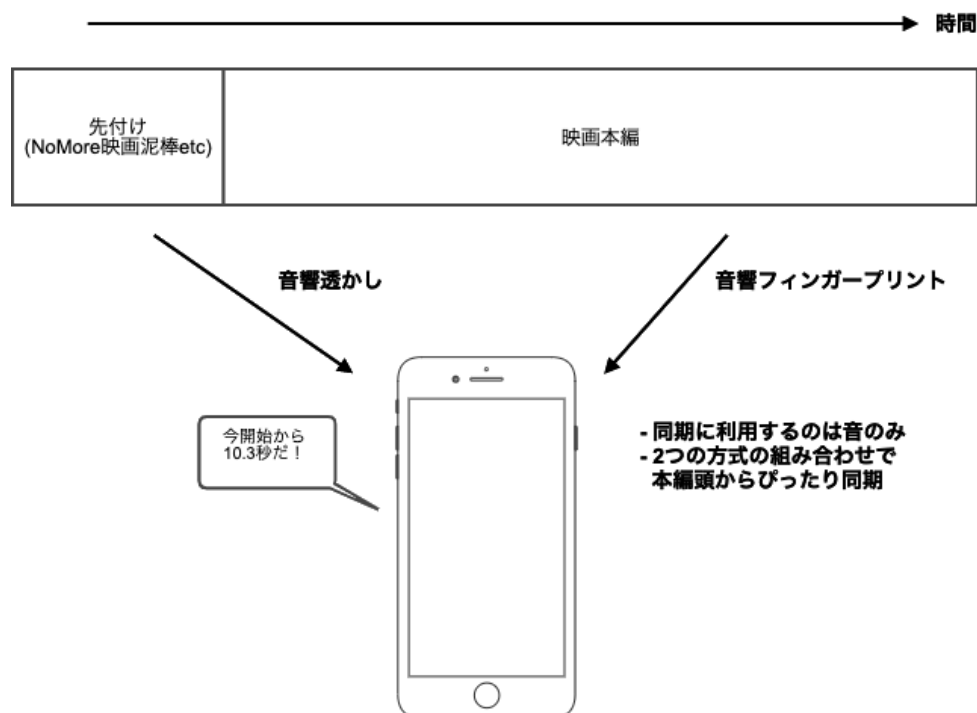 時間
先付け
(NoMore映画泥棒etc)
映画本編
音響透かし
音響フィンガープリント
今開始から
10.3秒だ！
- 同期に利用するのは音のみ
- 2つの方式の組み合わせで
本編頭からぴったり同期